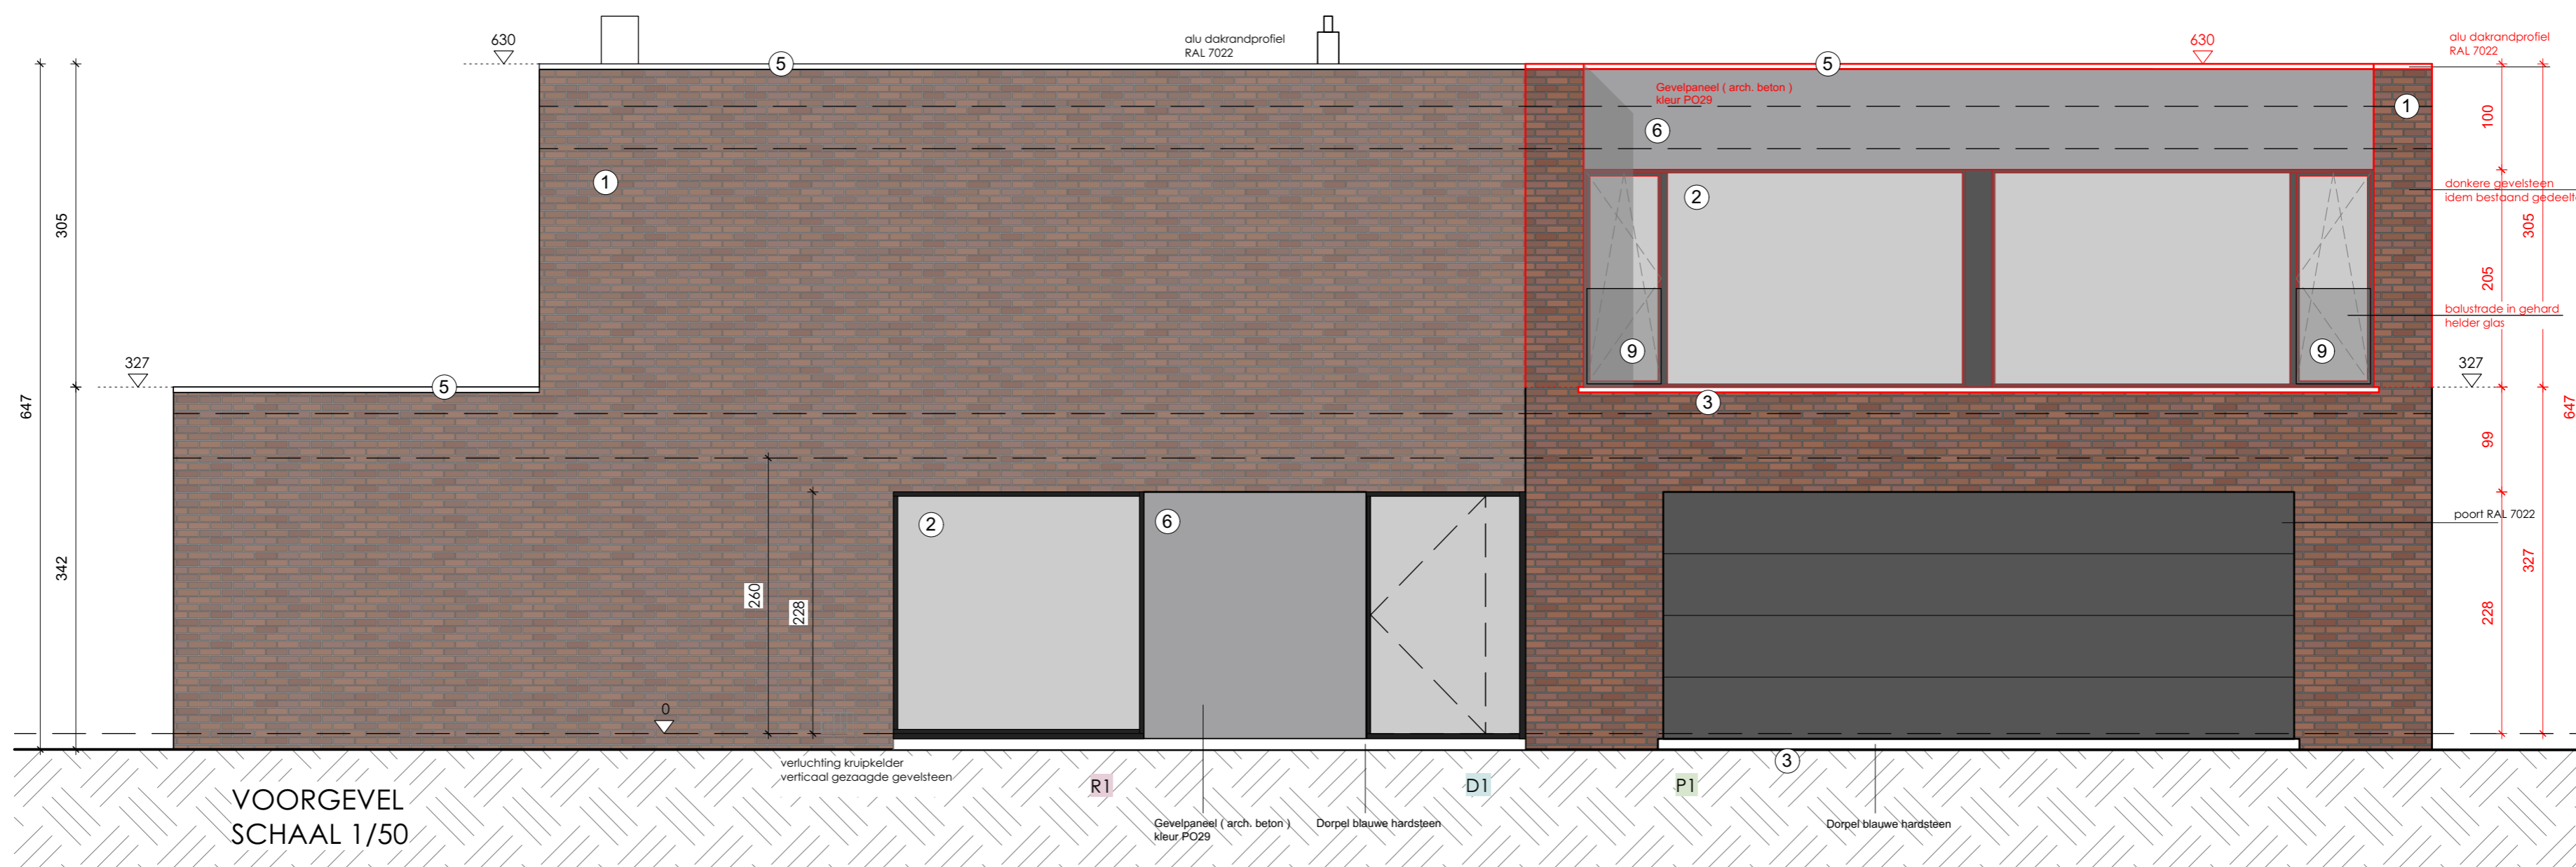 630
alu dakrandprofiel
RAL 7022
5
5
630
alu dakrandprofiel
RAL 7022
Gevelpaneel ( arch. beton )
kleur PO29
6
1
100
1
2
donkere gevelsteen
idem bestaand gedeelte
305
305
205
balustrade in gehard
helder glas
9
9
327
5
327
3
647
647
99
2
6
poort RAL 7022
342
260
228
327
228
0
verluchting kruipkelder
verticaal gezaagde gevelsteen
3
R1
D1
P1
VOORGEVEL
SCHAAL 1/50
Gevelpaneel ( arch. beton )
kleur PO29
Dorpel blauwe hardsteen
Dorpel blauwe hardsteen